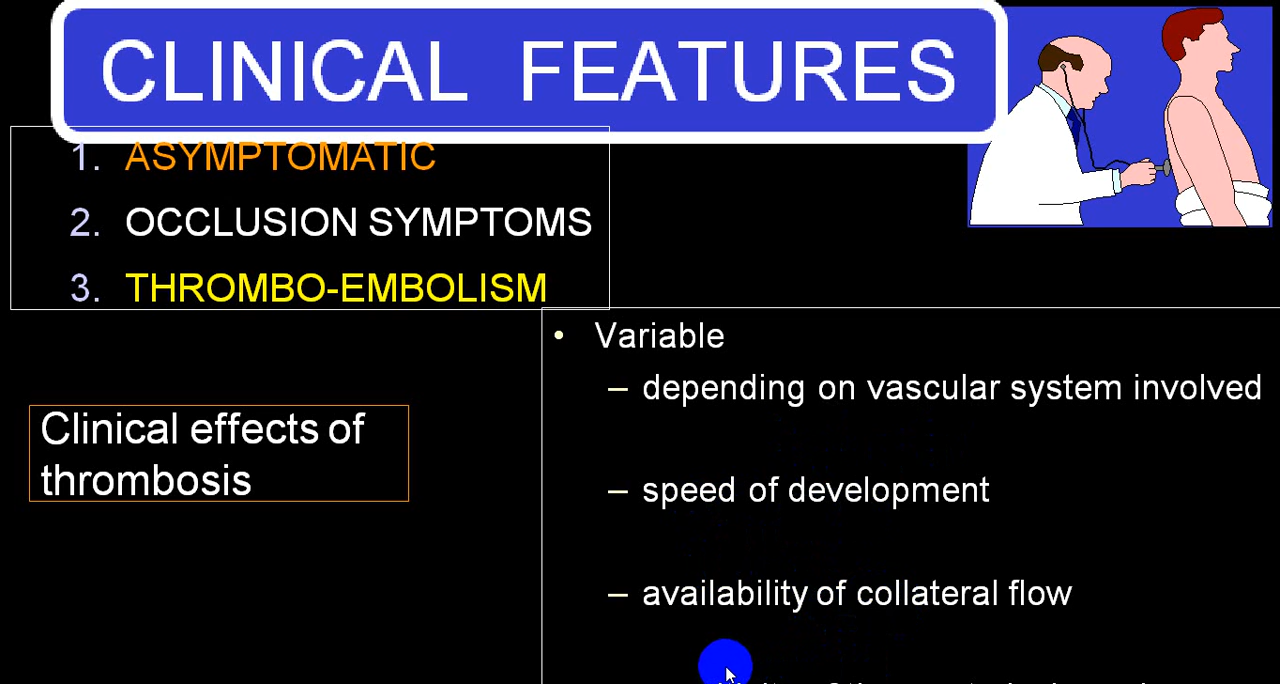 CLINICAL FEATURES
1. ASYMPTOMATIC
2. OCCLUSION SYMPTOMS
3. THROMBO-EMBOLISM
• Variable
– depending on vascular system involved
Clinical effects of
thrombosis
– speed of development
– availability of collateral flow